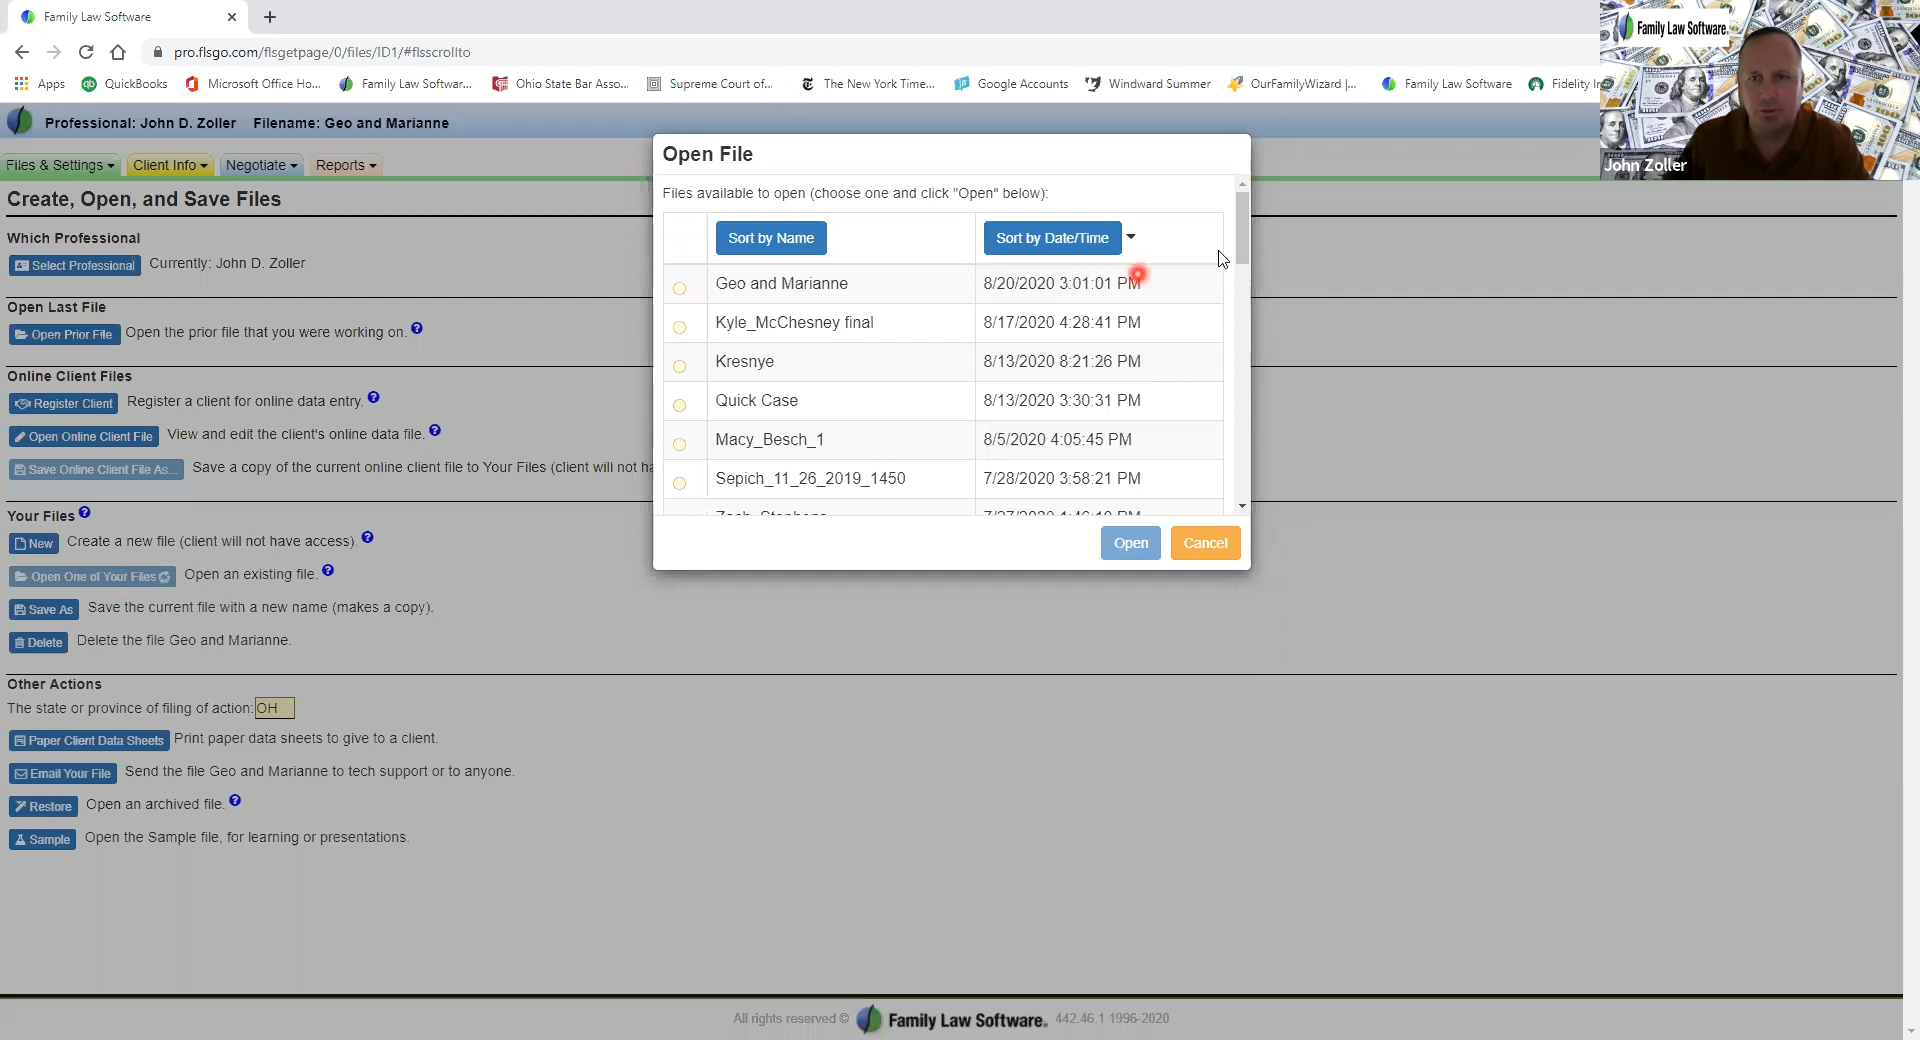 Family Law Software
pro.flsgo.com/flsgetpage/0/files/ID1/#flsscrollto
Apps QuickBooks Microsoft Office Ho... Family Law Softwar... Ohio State Bar Asso... Supreme Court of... The New York Time... Google Accounts Windward Summer OurFamilyWizard |... Family Law Software Fidelity
Family Law Software.
John Zoller
Professional: John D. Zoller Filename: Geo and Marianne
Files & Settings Client Info Negotiate Reports
Create, Open, and Save Files
Which Professional
Select Professional Currently: John D. Zoller
Open Last File
Open Prior File Open the prior file that you were working on. ?
Online Client Files
Register Client Register a client for online data entry. ?
Open Online Client File View and edit the client's online data file. ?
Save Online Client File As... Save a copy of the current online client file to Your Files (client will not ha
Your Files ?
New Create a new file (client will not have access). ?
Open One of Your Files Open an existing file. ?
Save As Save the current file with a new name (makes a copy).
Delete Delete the file Geo and Marianne.
Other Actions
The state or province of filing of action: OH
Paper Client Data Sheets Print paper data sheets to give to a client.
Email Your File Send the file Geo and Marianne to tech support or to anyone.
Restore Open an archived file. ?
Sample Open the Sample file, for learning or presentations.
Open File
Files available to open (choose one and click "Open" below):
Sort by Name Sort by Date/Time
Geo and Marianne 8/20/2020 3:01:01 PM
Kyle_McChesney final 8/17/2020 4:28:41 PM
Kresnye 8/13/2020 8:21:26 PM
Quick Case 8/13/2020 3:30:31 PM
Macy_Besch_1 8/5/2020 4:05:45 PM
Sepich_11_26_2019_1450 7/28/2020 3:58:21 PM
Open Cancel
All rights reserved © Family Law Software. 442.46.1 1996-2020